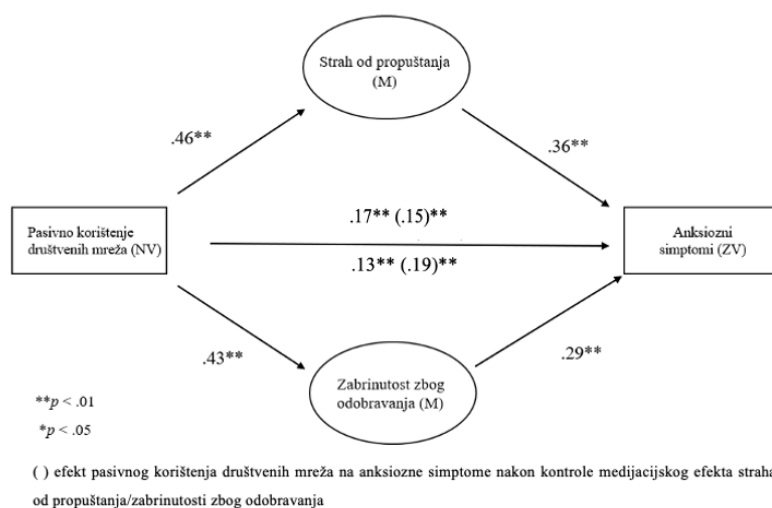 Strah od propuštanja
(M)
.46**
.36**
.17** (.15)**
Pasivno korištenje
društvenih mreža (NV)
Anksiozni
simptomi (ZV)
.13** (.19)**
.43**
.29**
Zabrinutost zbog
odobravanja (M)
**p < .01
*p < .05
( ) efekt pasivnog korištenja društvenih mreža na anksiozne simptome nakon kontrole medijacijskog efekta straha
od propuštanja/zabrinutosti zbog odobravanja